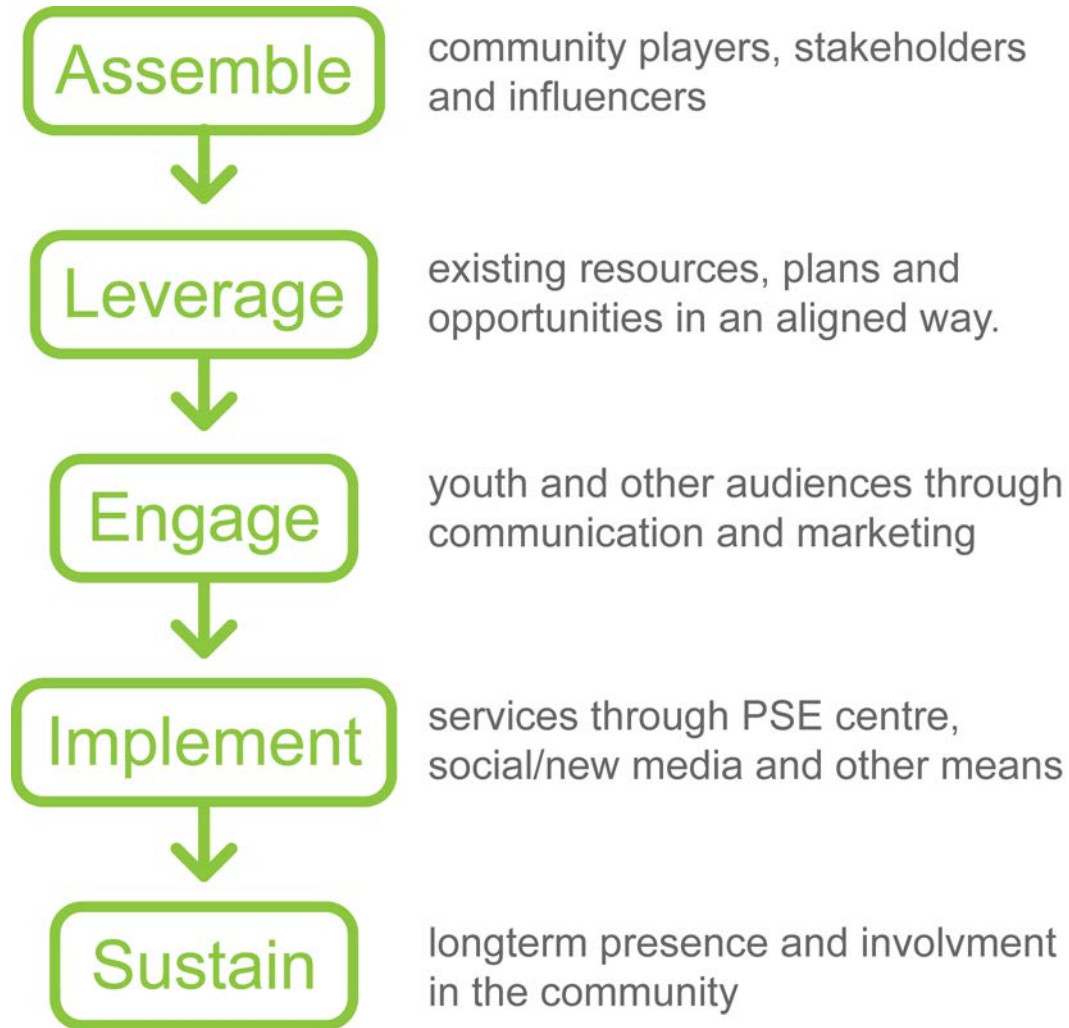 Assemble
community players, stakeholders
and influencers
Leverage
existing resources, plans and
opportunities in an aligned way.
Engage
youth and other audiences through
communication and marketing
Implement
services through PSE centre,
social/new media and other means
Sustain
longterm presence and involvment
in the community